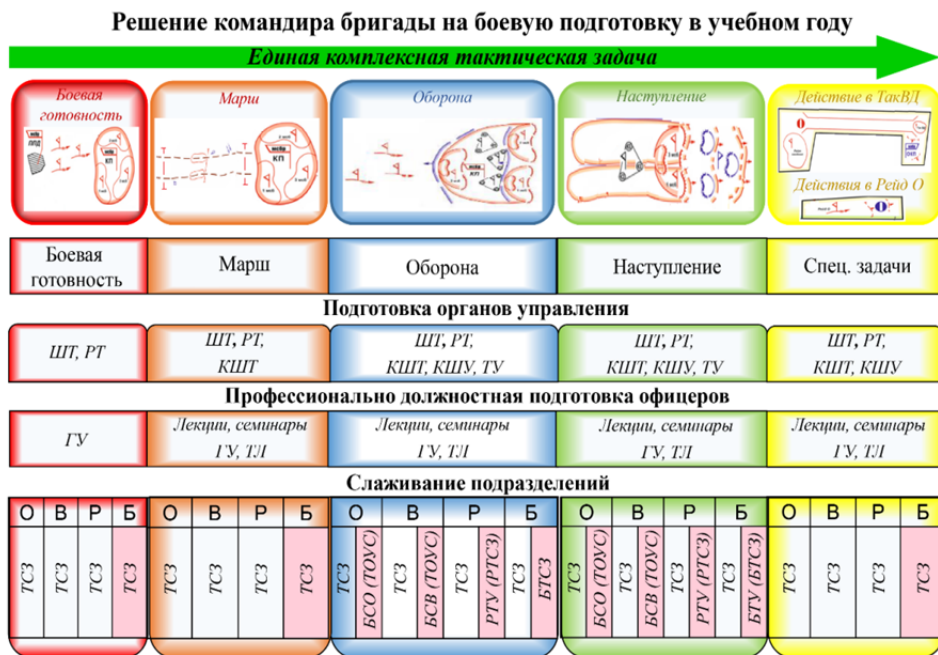 Решение командира бригады на боевую подготовку в учебном году
Единая комплексная тактическая задача
Боевая
готовность
ППД
КП
Марш
КП
Оборона
Наступление
Действие в ТакВД
Действия в Рейд О
Боевая
готовность
Марш
Оборона
Наступление
Спец. задачи
Подготовка органов управления
ШТ, РТ
ШТ, РТ,
КШТ
ШТ, РТ,
КШТ, КШУ, ТУ
ШТ, РТ,
КШТ, КШУ, ТУ
ШТ, РТ,
КШТ, КШУ
Профессионально должностная подготовка офицеров
ГУ
Лекции, семинары
ГУ, ТЛ
Лекции, семинары
ГУ, ТЛ
Лекции, семинары
ГУ, ТЛ
Лекции, семинары
ГУ, ТЛ
Слаживание подразделений
О В Р Б
ТСЗ ТСЗ ТСЗ ТСЗ
О В Р Б
ТСЗ ТСЗ ТСЗ ТСЗ
О В Р Б
ТСЗ БСО (ТОУС) ТСЗ БСВ (ТОУС) ТСЗ РТУ (РТСЗ) ТСЗ БТСЗ
О В Р Б
ТСЗ БСО (ТОУС) ТСЗ БСВ (ТОУС) ТСЗ РТУ (РТСЗ) ТСЗ БТУ (БТСЗ)
О В Р Б
ТСЗ ТСЗ ТСЗ ТСЗ